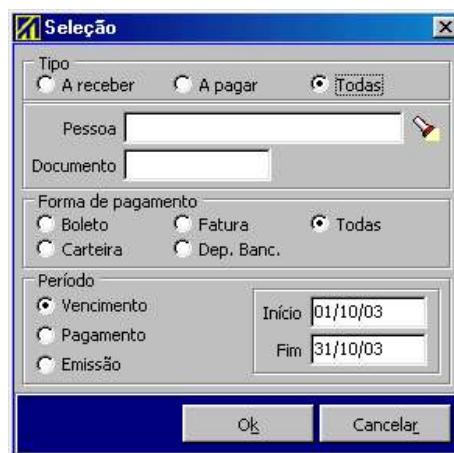 Seleção
Tipo
A receber A pagar Todas
Pessoa
Documento
Forma de pagamento
Boleto Fatura Todas
Carteira Dep. Banc.
Período
Vencimento
Início 01/10/03
Pagamento
Fim 31/10/03
Emissão
Ok Cancelar